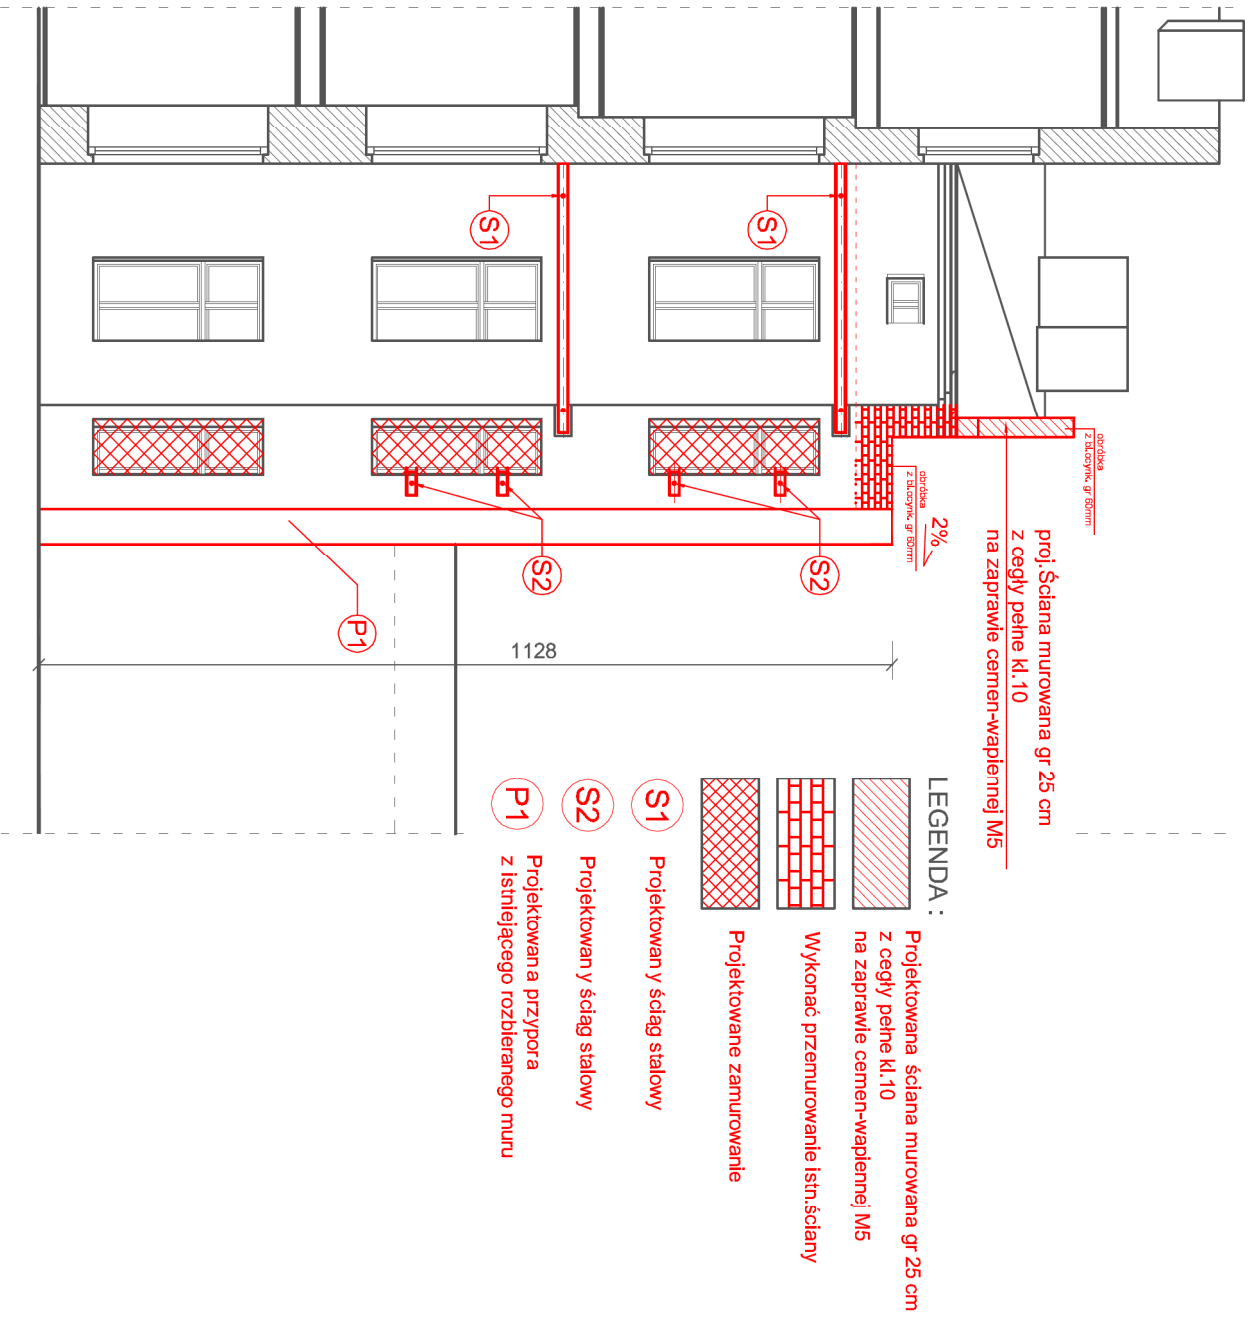 S1
S1
S2
S2
P1
1128
2%
obróbka
z bl.ocynk. gr 60mm
obróbka
z bl.ocynk. gr 60mm
proj.Ściana murowana gr 25 cm
z cegły pełne kl.10
na zaprawie cemen-wapiennej M5
LEGENDA :
Projektowana ściana murowana gr 25 cm
z cegły pełne kl.10
na zaprawie cemen-wapiennej M5
Wykonać przemurowanie istn.ściany
Projektowane zamurowanie
S1 Projektowany ściąg stalowy
S2 Projektowany ściąg stalowy
P1 Projektowana przypora
z istniejącego rozbieranego muru